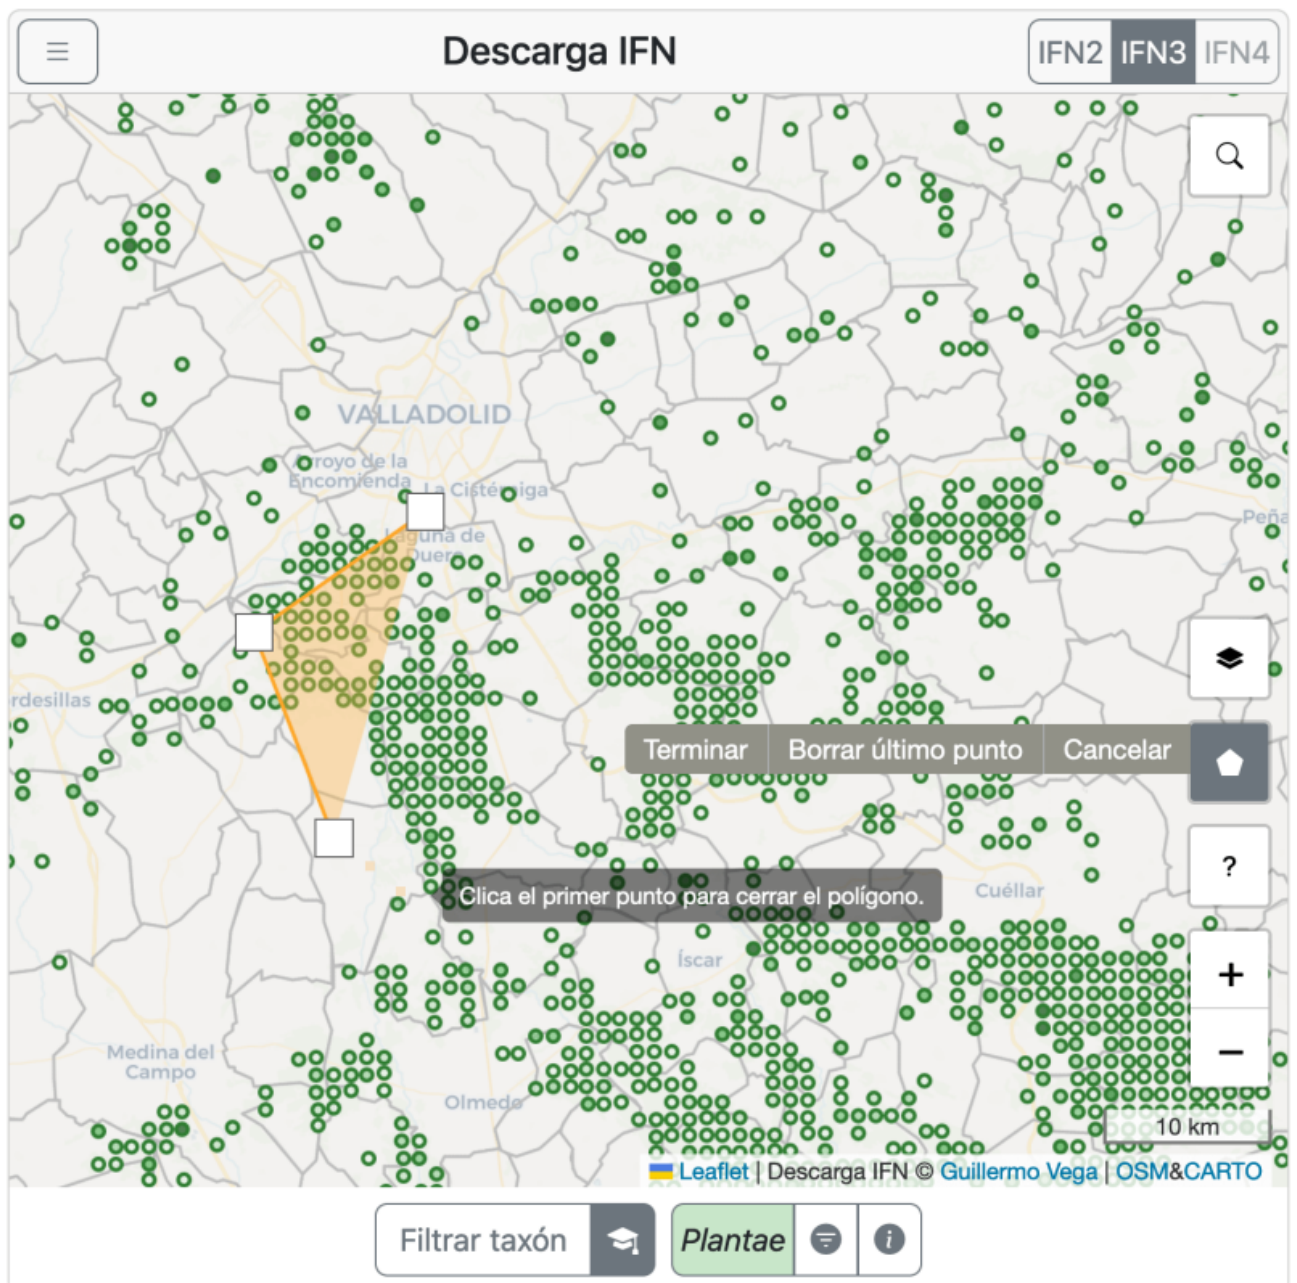 Descarga IFN
IFN2 IFN3 IFN4
VALLADOLID
Arroyo de la
Encomienda
La Cistérniga
Laguna de
Duero
Peña
rdesillas
Terminar Borrar último punto Cancelar
?
Clica el primer punto para cerrar el polígono.
Cuéllar
Íscar
+
Medina del
Campo
−
Olmedo
10 km
Leaflet | Descarga IFN © Guillermo Vega | OSM&CARTO
Filtrar taxón Plantae i